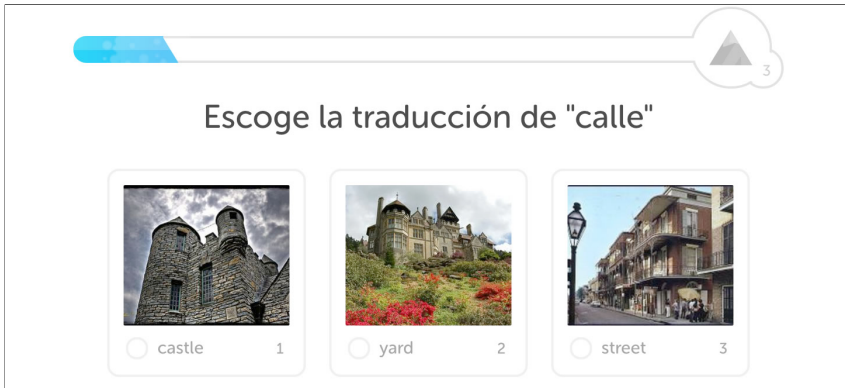 3
Escoge la traducción de "calle"
castle 1
yard 2
street 3